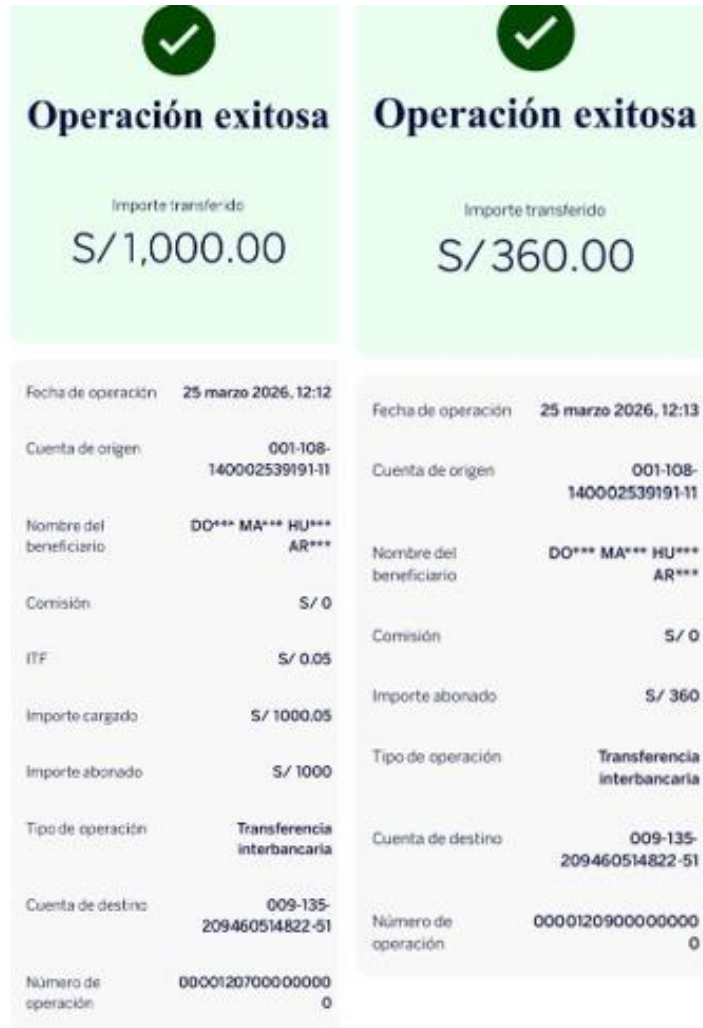 Operación exitosa
Importe transferido
S/1,000.00
Fecha de operación 25 marzo 2026, 12:12
Cuenta de origen 001-108-
140002539191-11
Nombre del DO*** MA*** HU***
beneficiario AR***
Comisión S/ 0
ITF S/ 0.05
Importe cargado S/ 1000.05
Importe abonado S/ 1000
Tipo de operación Transferencia
interbancaria
Cuenta de destino 009-135-
209460514822-51
Número de 0000120700000000
operación 0
Operación exitosa
Importe transferido
S/360.00
Fecha de operación 25 marzo 2026, 12:13
Cuenta de origen 001-108-
140002539191-11
Nombre del DO*** MA*** HU***
beneficiario AR***
Comisión S/ 0
Importe abonado S/ 360
Tipo de operación Transferencia
interbancaria
Cuenta de destino 009-135-
209460514822-51
Número de 0000120900000000
operación 0